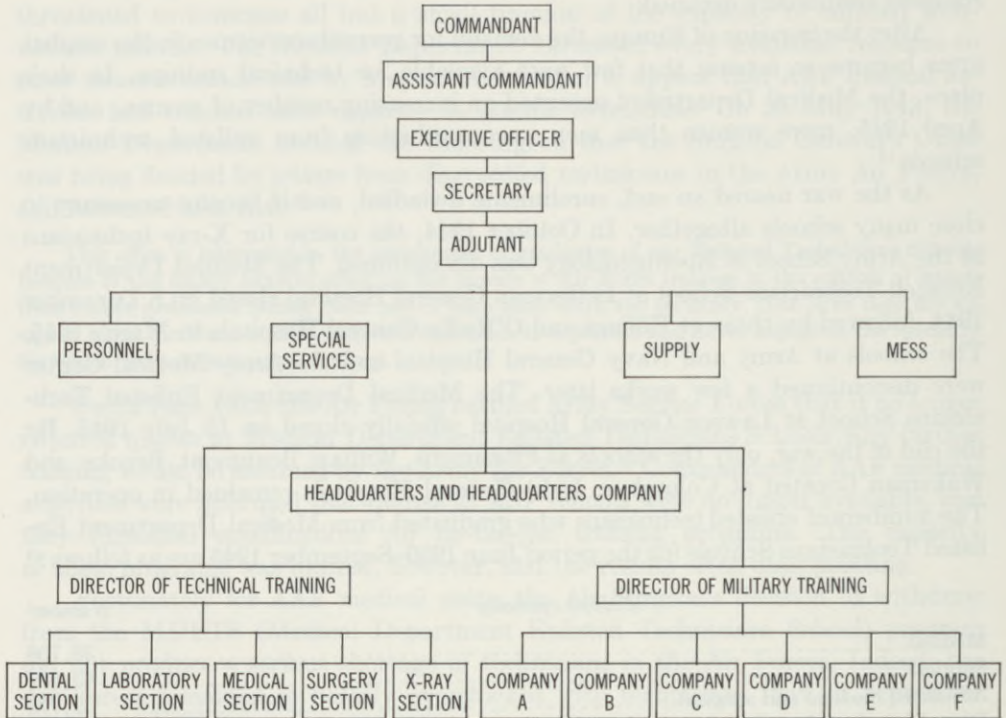 COMMANDANT
ASSISTANT COMMANDANT
EXECUTIVE OFFICER
SECRETARY
ADJUTANT
PERSONNEL
SPECIAL
SERVICES
SUPPLY
MESS
HEADQUARTERS AND HEADQUARTERS COMPANY
DIRECTOR OF TECHNICAL TRAINING
DIRECTOR OF MILITARY TRAINING
DENTAL
SECTION
LABORATORY
SECTION
MEDICAL
SECTION
SURGERY
SECTION
X-RAY
SECTION
COMPANY
A
COMPANY
B
COMPANY
C
COMPANY
D
COMPANY
E
COMPANY
F